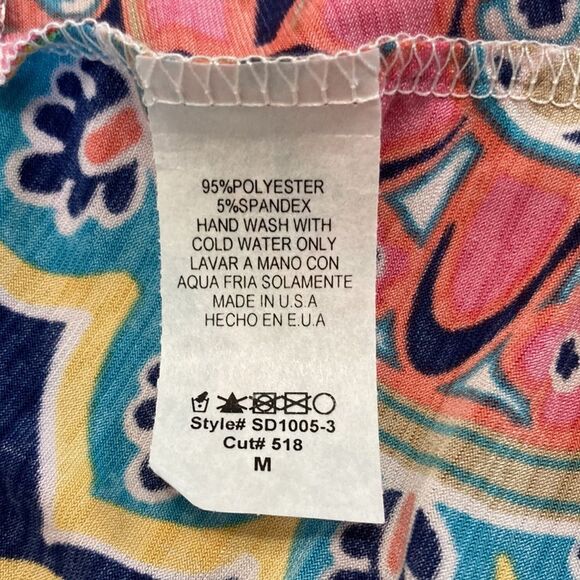 95%POLYESTER
5%SPANDEX
HAND WASH WITH
COLD WATER ONLY
LAVAR A MANO CON
AQUA FRIA SOLAMENTE
MADE IN U.S.A
HECHO EN E.U.A
Style# SD1005-3
Cut# 518
M